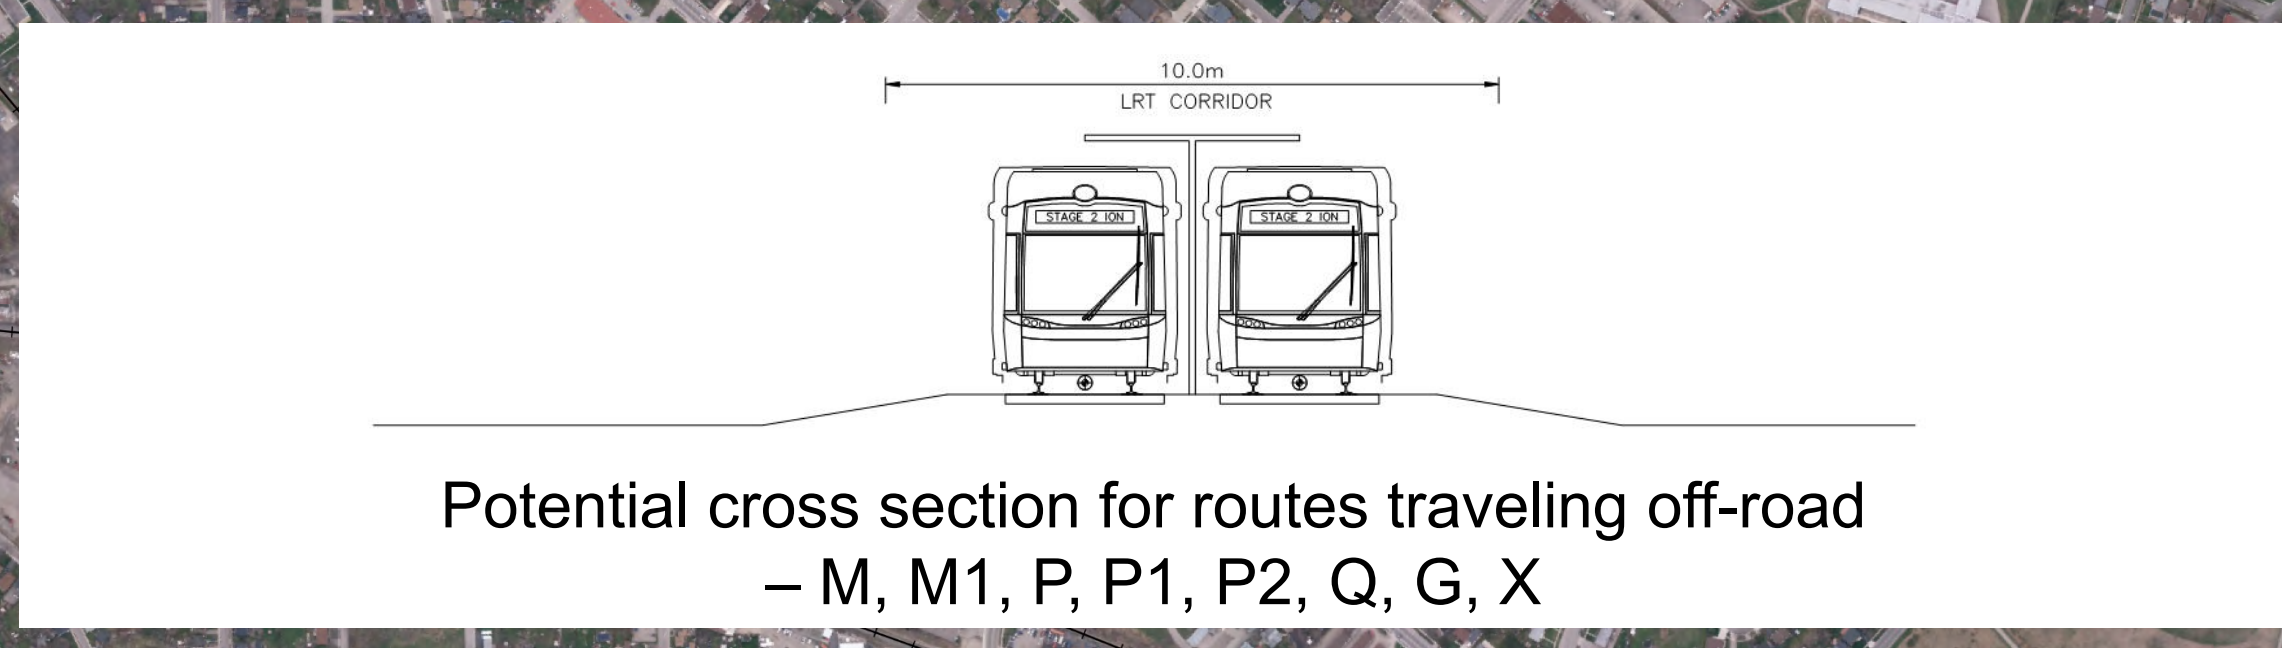 10.0m
LRT CORRIDOR
STAGE 2 ION
STAGE 2 ION
Potential cross section for routes traveling off-road
– M, M1, P, P1, P2, Q, G, X